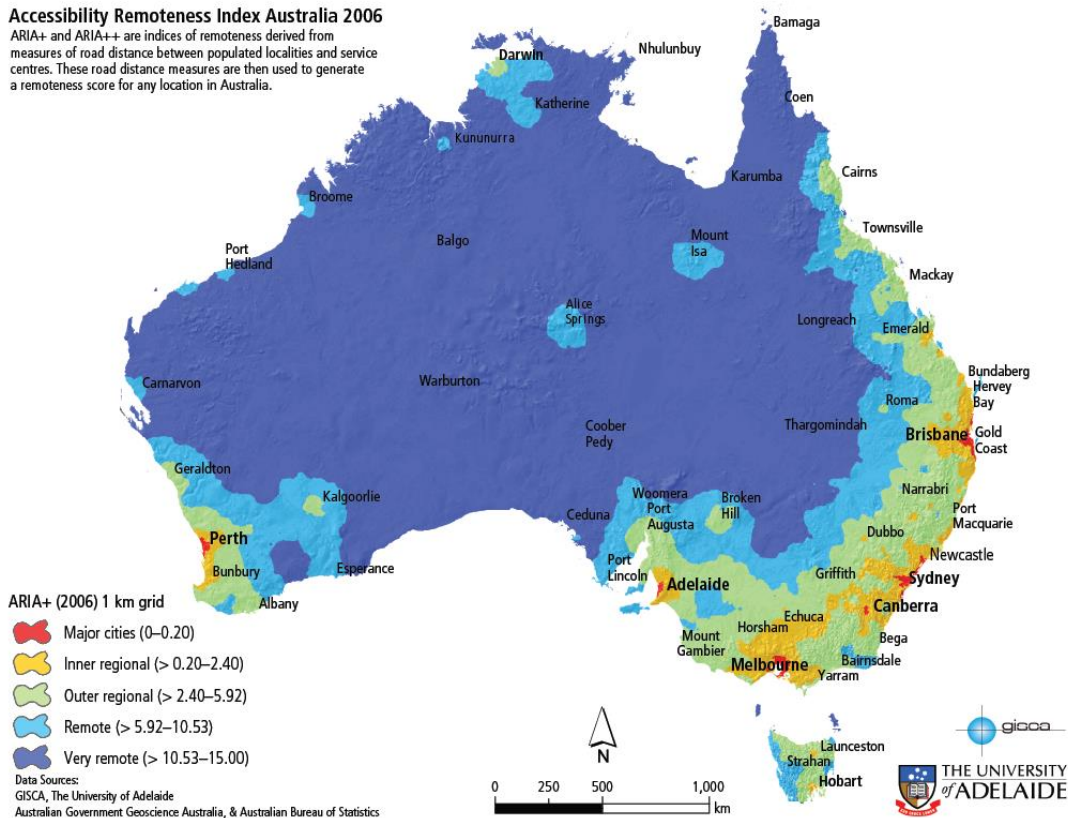 Accessibility Remoteness Index Australia 2006
ARIA+ and ARIA++ are indices of remoteness derived from
measures of road distance between populated localities and service
centres. These road distance measures are then used to generate
a remoteness score for any location in Australia.
Bamaga
Nhulunbuy
Darwin
Coen
Katherine
Kununurra
Karumba
Cairns
Broome
Townsville
Balgo
Mount
Isa
Port
Hedland
Mackay
Alice
Springs
Longreach
Emerald
Carnarvon
Warburton
Bundaberg
Hervey
Bay
Roma
Coober
Pedy
Thargomindah
Brisbane
Gold
Coast
Geraldton
Kalgoorlie
Woomera
Port
Augusta
Broken
Hill
Narrabri
Port
Macquarie
Ceduna
Perth
Dubbo
Newcastle
Bunbury
Esperance
Port
Lincoln
Adelaide
Griffith
Sydney
Albany
Canberra
Echuca
Horsham
Mount
Gambier
Bega
Melbourne
Bairnsdale
Yarram
Launceston
Strahan
Hobart
ARIA+ (2006) 1 km grid
Major cities (0–0.20)
Inner regional (> 0.20–2.40)
Outer regional (> 2.40–5.92)
Remote (> 5.92–10.53)
Very remote (> 10.53–15.00)
Data Sources:
GISCA, The University of Adelaide
Australian Government Geoscience Australia, & Australian Bureau of Statistics
N
0 500 1,000
km
gisca
THE UNIVERSITY
of ADELAIDE